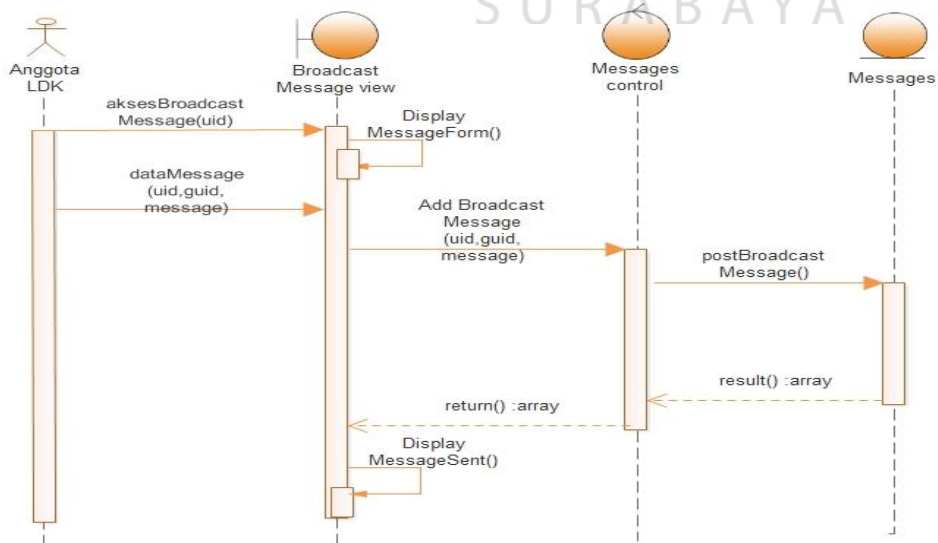 SURABAYA
Anggota
LDK
Broadcast
Message view
Messages
control
Messages
aksesBroadcast
Message(uid)
Display
MessageForm()
dataMessage
(uid,guid,
message)
Add Broadcast
Message
(uid,guid,
message)
postBroadcast
Message()
result() :array
return() :array
Display
MessageSent()